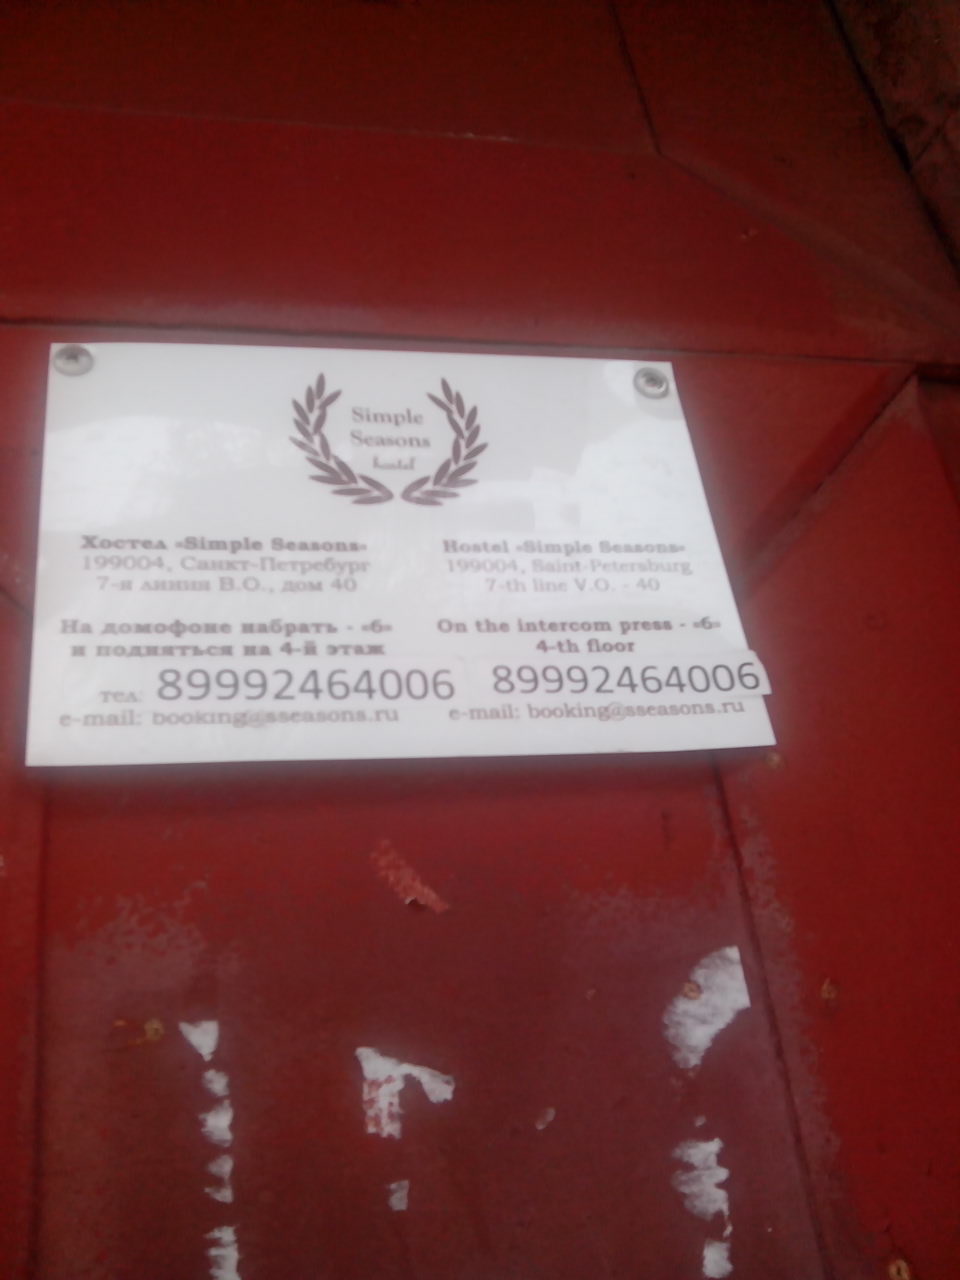 Simple
Seasons
hostel
Хостел «Simple Seasons»
199004, Санкт-Петребург
7-я линия В.О., дом 40
На домофоне набрать - «6»
и подняться на 4-й этаж
тел: 89992464006
e-mail: booking@sseasons.ru
Hostel «Simple Seasons»
199004, Saint-Petersburg
7-th line V.O. - 40
On the intercom press - «6»
4-th floor
89992464006
e-mail: booking@sseasons.ru